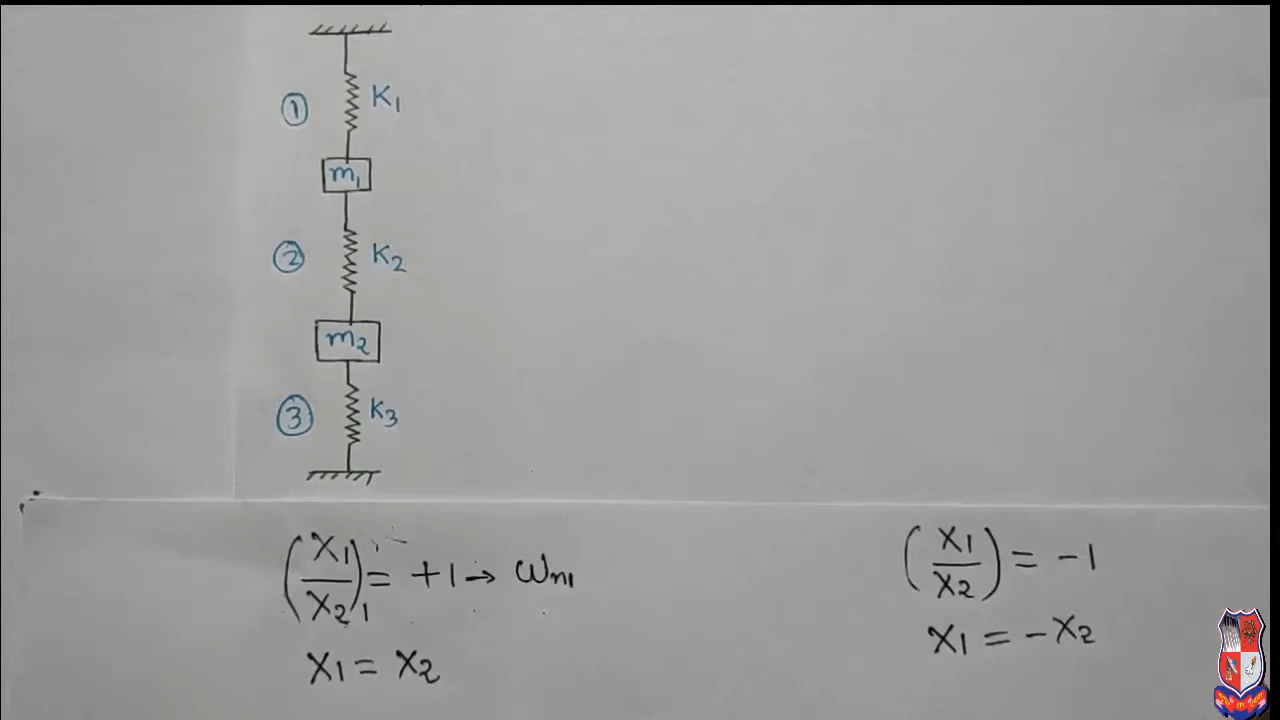 ① K1
m1
② K2
m2
③ K3
(X1/X2)1 = +1 → ωn1
X1 = X2
(X1/X2) = -1
X1 = -X2